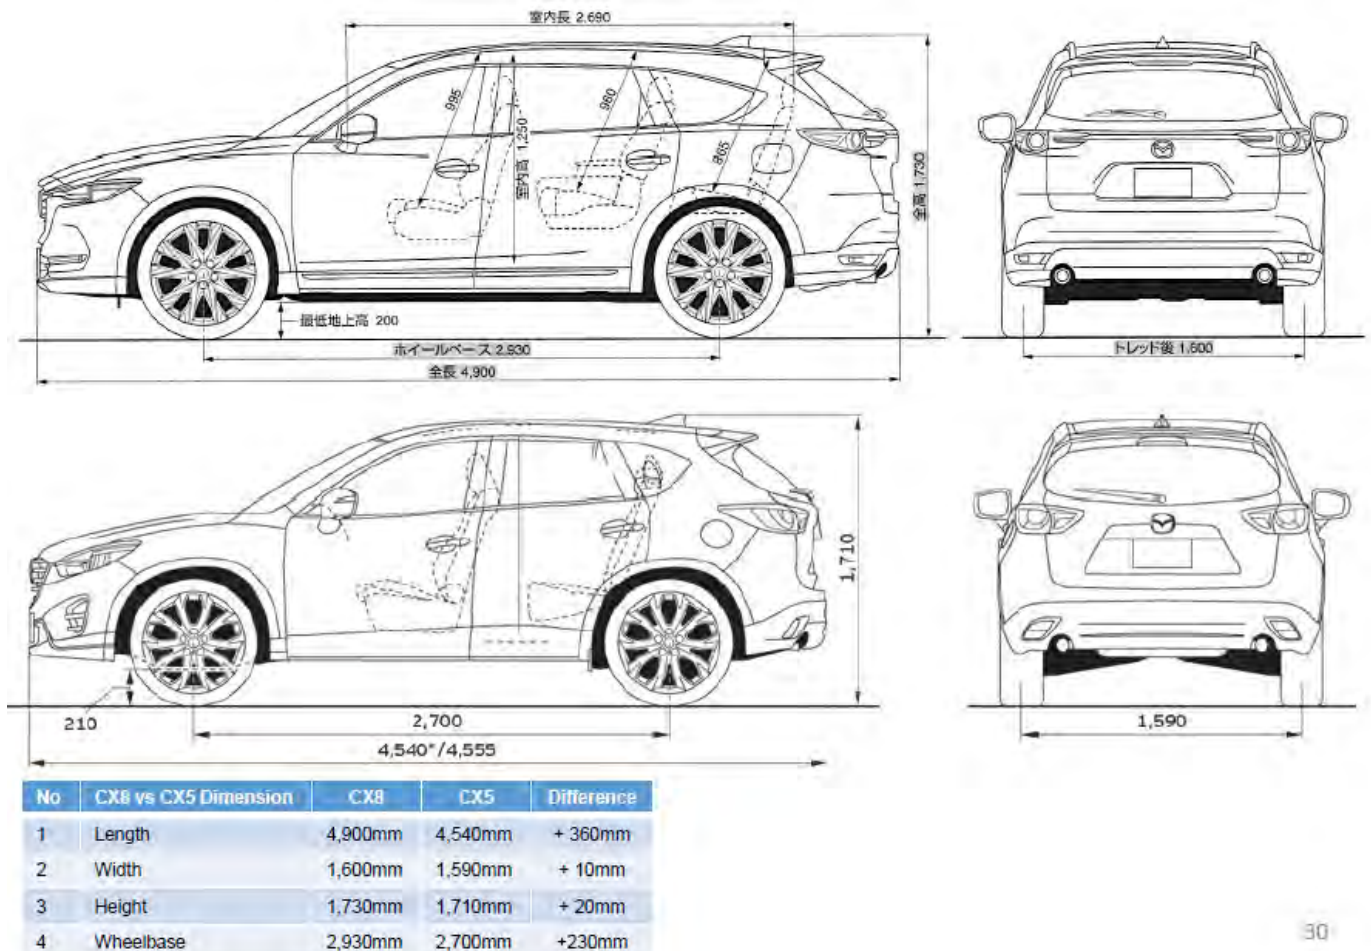 室内長 2.690
995
室内高 1.250
960
865
全高 1.730
最低地上高 200
ホイールベース 2.930
全長 4,900
トレッド後 1.600
1,710
210
2,700
4,540*/4,555
1,590
No CX8 vs CX5 Dimension CX8 CX5 Difference
1 Length 4,900mm 4,540mm + 360mm
2 Width 1,600mm 1,590mm + 10mm
3 Height 1,730mm 1,710mm + 20mm
4 Wheelbase 2,930mm 2,700mm +230mm
30